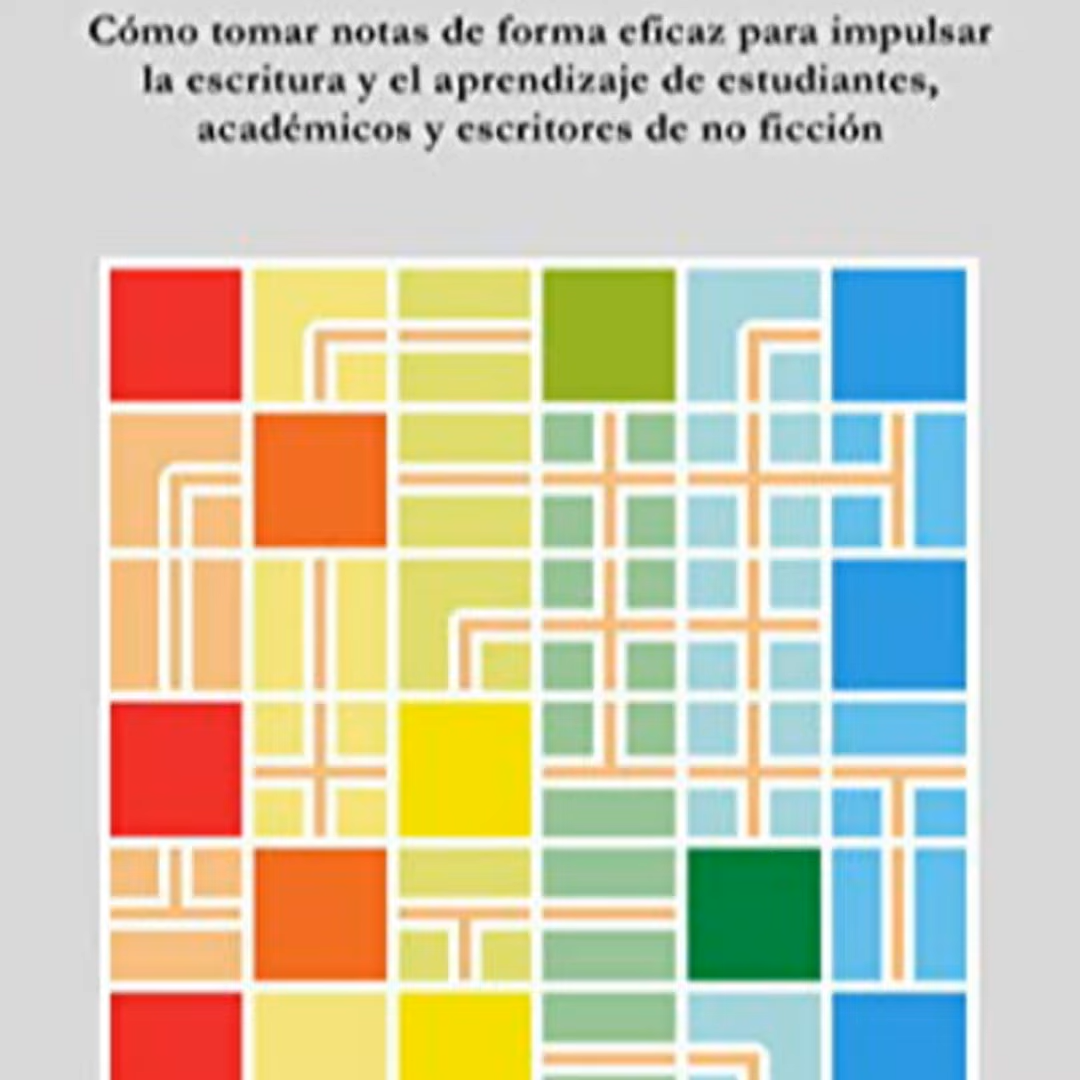 Cómo tomar notas de forma eficaz para impulsar
la escritura y el aprendizaje de estudiantes,
académicos y escritores de no ficción